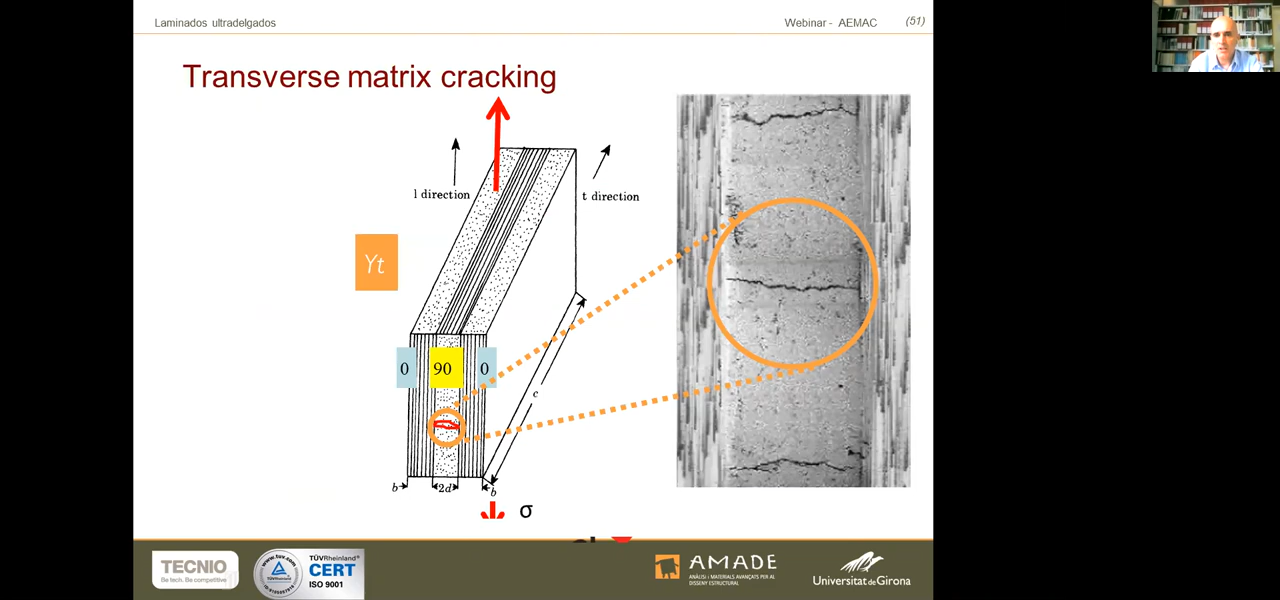 Laminados ultradelgados
Webinar - AEMAC
(51)
Transverse matrix cracking
l direction
t direction
Yt
0
90
0
c
b
2d
b
σ
TECNIO
Be tech. Be competitive
TÜVRheinland®
CERT
ISO 9001
AMADE
ANÀLISI I MATERIALS AVANÇATS PER AL
DISSENY ESTRUCTURAL
Universitat de Girona